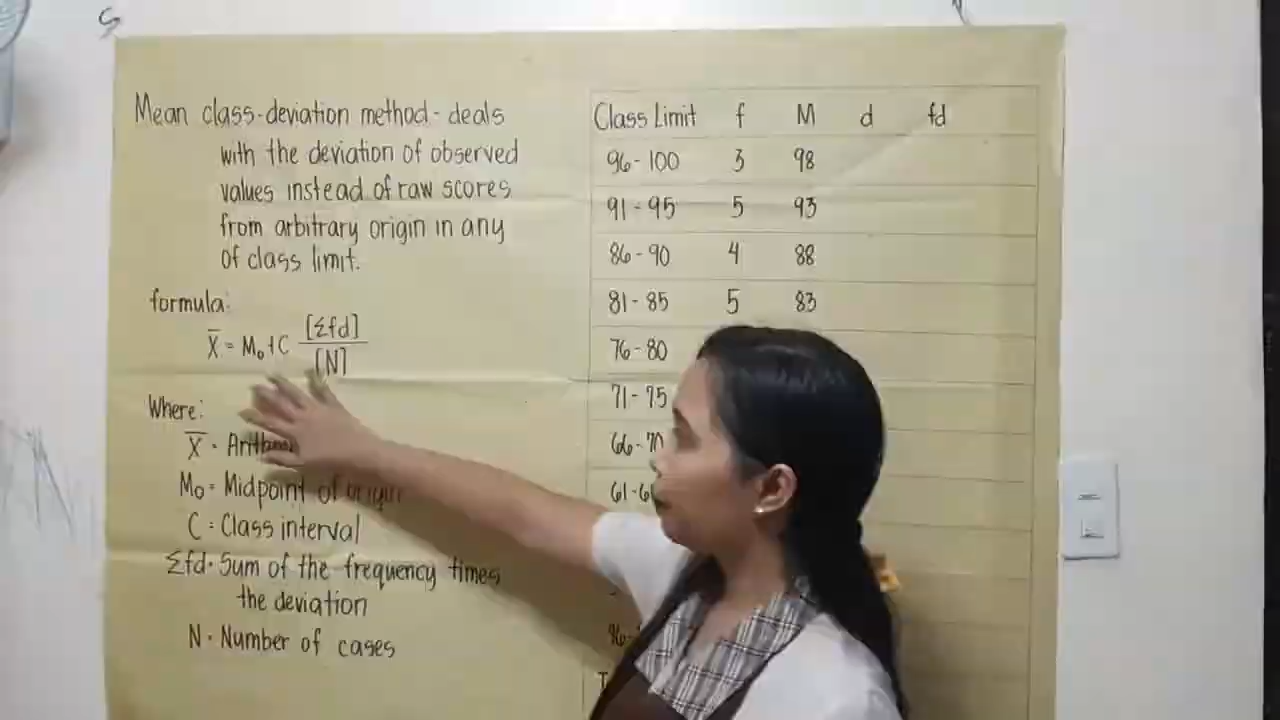 Mean class-deviation method - deals
with the deviation of observed
values instead of raw scores
from arbitrary origin in any
of class limit.
formula:
X̄ = M₀ + C [Σfd]
[N]
Where:
X̄ =
M₀ = Midpoint of origin
C = Class interval
Σfd = Sum of the frequency times
the deviation
N = Number of cases
Class Limit f M d fd
96 - 100 3 98
91 - 95 5 93
86 - 90 4 88
81 - 85 5 83
76 - 80
71 - 75
66 - 70